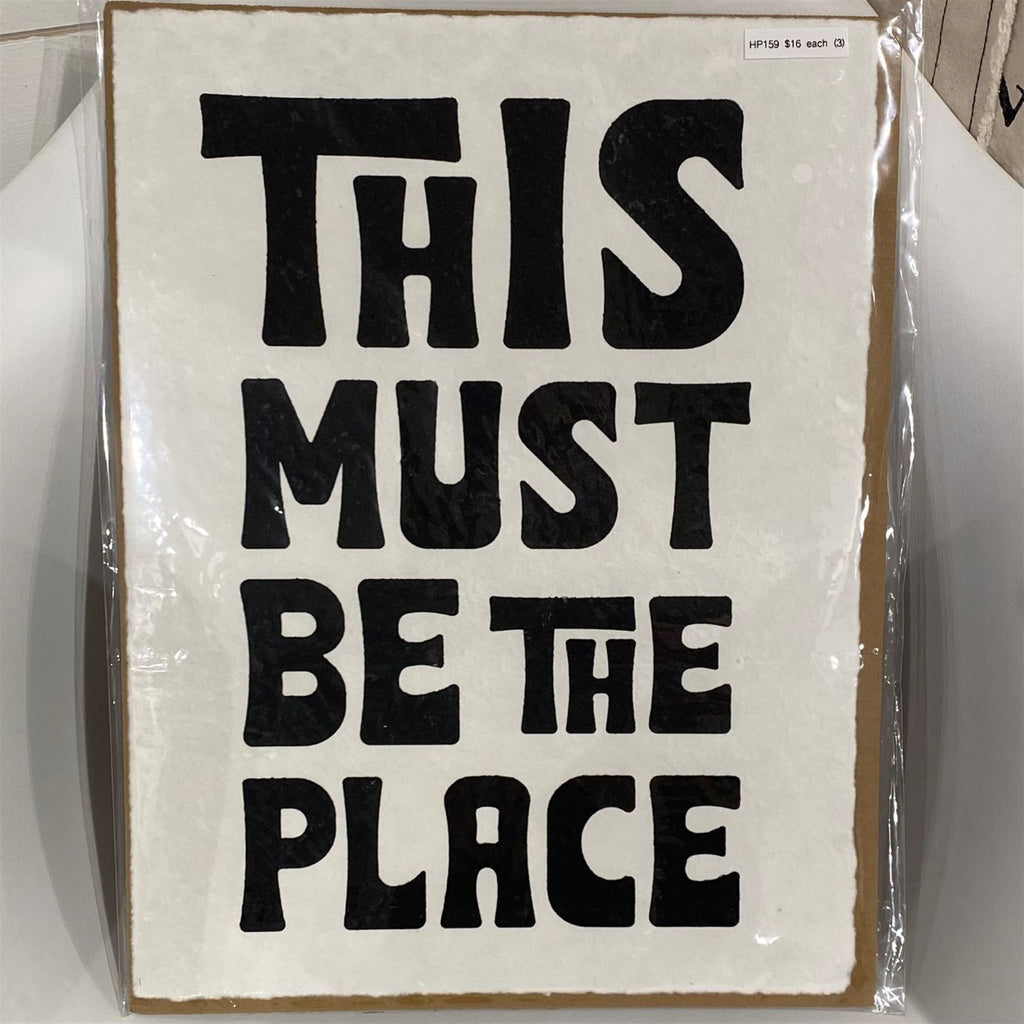 HP159 $16 each (3)
THIS
MUST
BE THE
PLACE